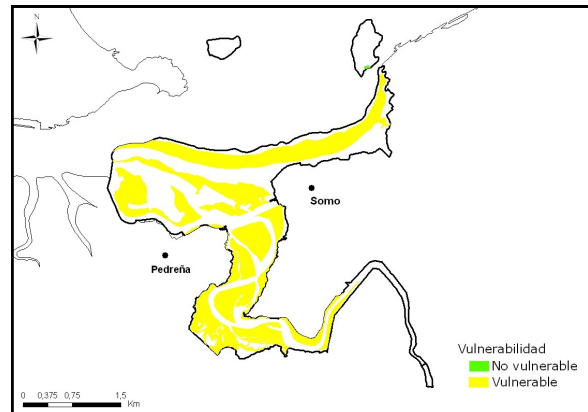 N
Somo
Pedreña
Vulnerabilidad
No vulnerable
Vulnerable
0 0,375 0,75 1,5
Km